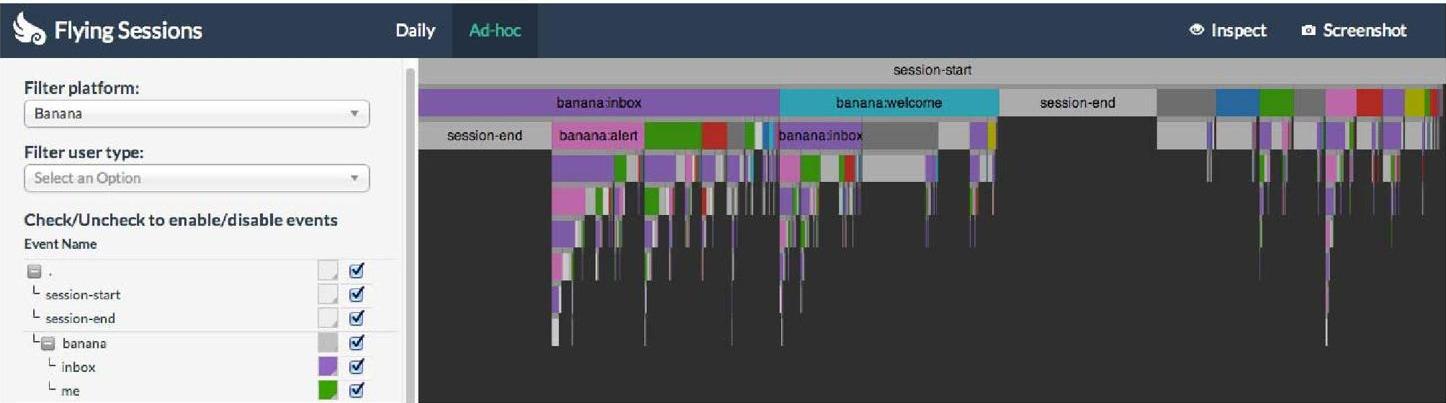 Flying Sessions
Daily
Ad-hoc
Inspect
Screenshot
Filter platform:
Banana
Filter user type:
Select an Option
Check/Uncheck to enable/disable events
Event Name
.
session-start
session-end
banana
inbox
me
session-start
banana:inbox
banana:welcome
session-end
session-end
banana:alert
banana:inbox